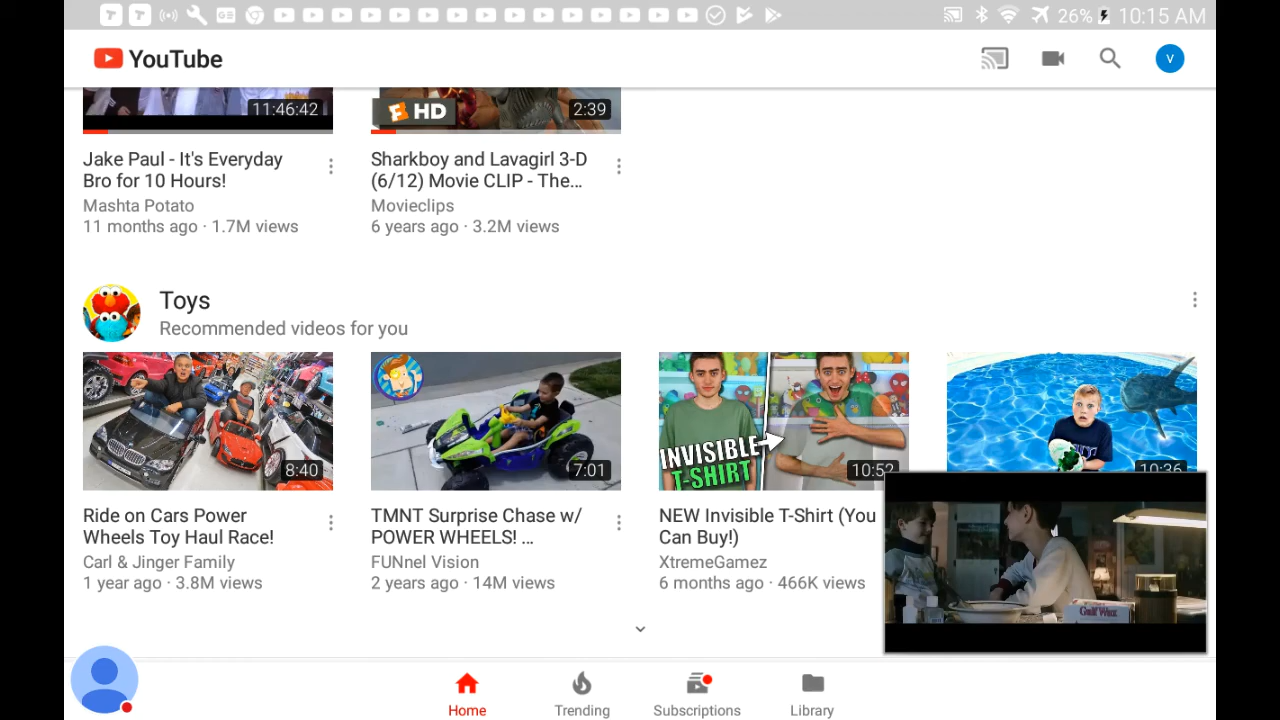 26% 10:15 AM
YouTube
V
11:46:42
HD
2:39
Jake Paul - It's Everyday
Bro for 10 Hours!
Mashta Potato
11 months ago · 1.7M views
Sharkboy and Lavagirl 3-D
(6/12) Movie CLIP - The...
Movieclips
6 years ago · 3.2M views
Toys
Recommended videos for you
8:40
7:01
INVISIBLE
T-SHIRT
10:52
10:36
Ride on Cars Power
Wheels Toy Haul Race!
Carl & Jinger Family
1 year ago · 3.8M views
TMNT Surprise Chase w/
POWER WHEELS! ...
FUNnel Vision
2 years ago · 14M views
NEW Invisible T-Shirt (You
Can Buy!)
XtremeGamez
6 months ago · 466K views
Gulf Wax
Home
Trending
Subscriptions
Library